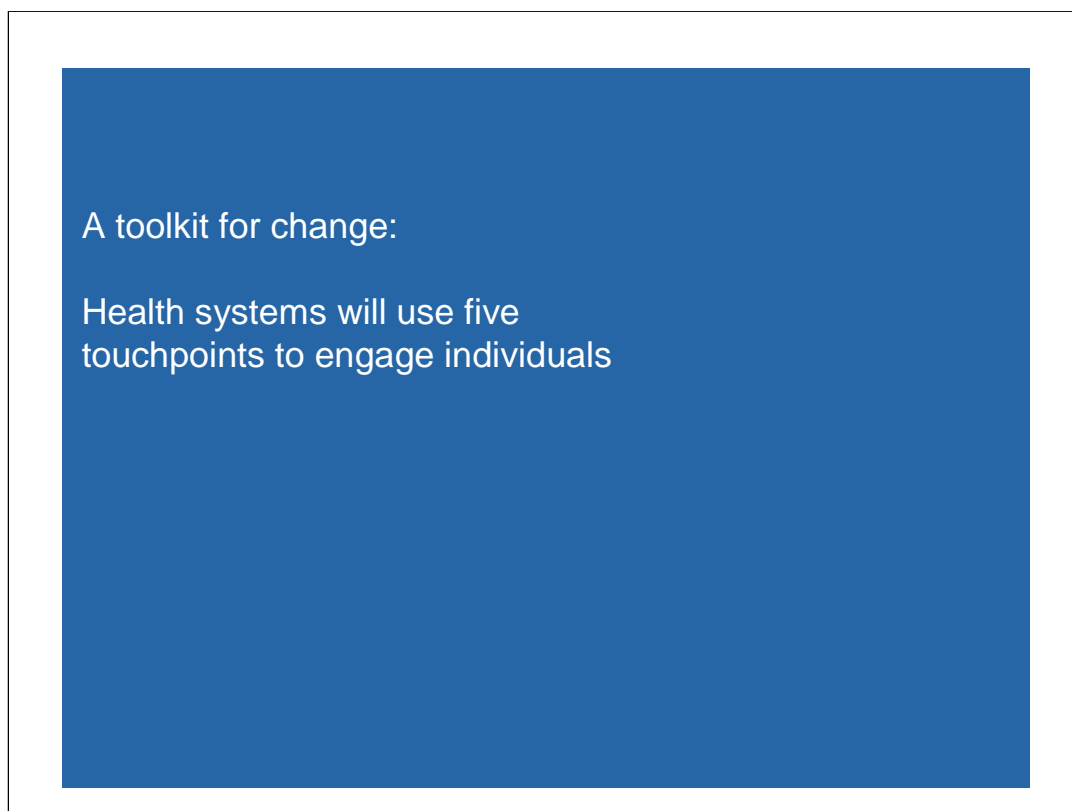 A toolkit for change:
Health systems will use five
touchpoints to engage individuals